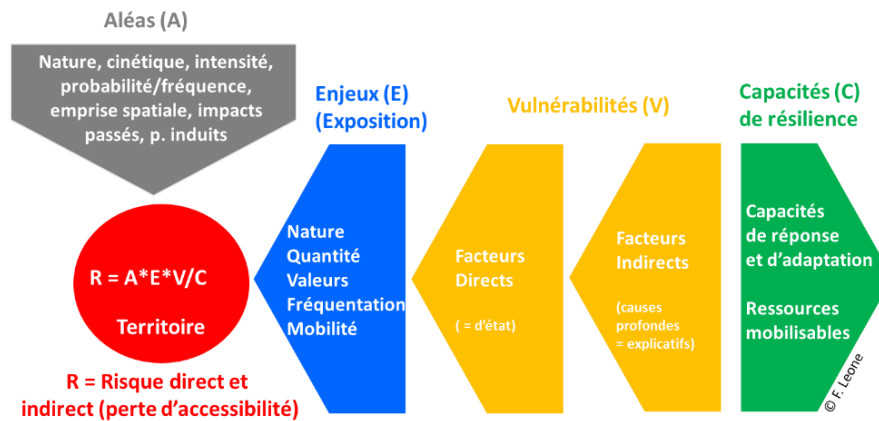 Aléas (A)
Nature, cinétique, intensité,
probabilité/fréquence,
emprise spatiale, impacts
passés, p. induits
R = A*E*V/C
Territoire
R = Risque direct et
indirect (perte d'accessibilité)
Enjeux (E)
(Exposition)
Nature
Quantité
Valeurs
Fréquentation
Mobilité
Vulnérabilités (V)
Facteurs
Directs
( = d'état)
Facteurs
Indirects
(causes
profondes
= explicatifs)
Capacités (C)
de résilience
Capacités
de réponse
et d'adaptation
Ressources
mobilisables
© F. Leone